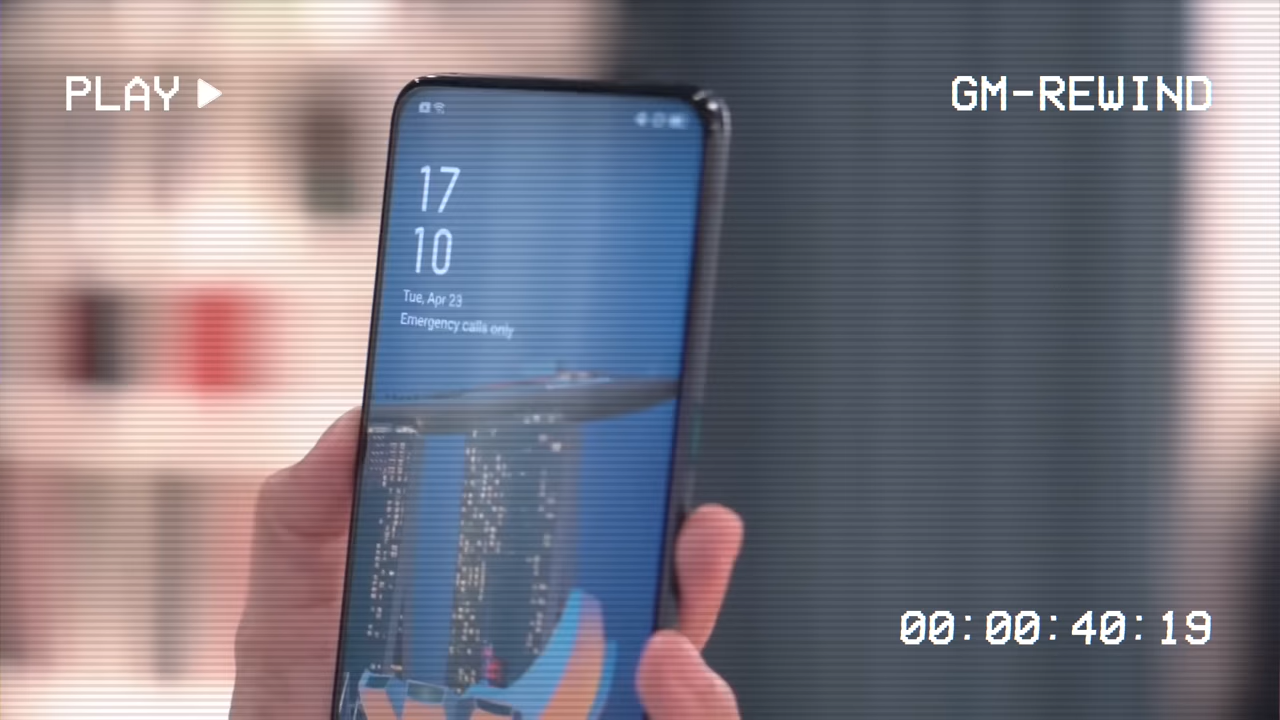 PLAY
GM-REWIND
17
10
Tue, Apr 23
Emergency calls only
00:00:40:19